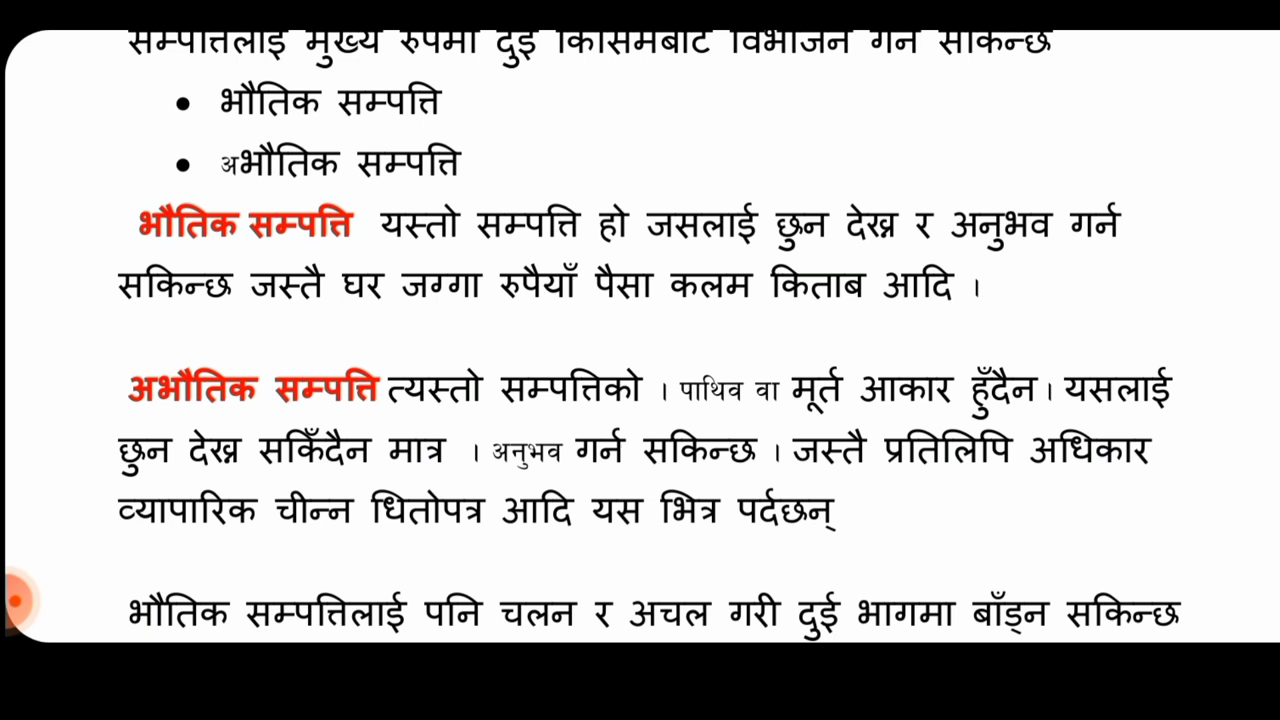 सम्पत्तिलाई मुख्य रुपमा दुई किसिमबाट विभाजन गर्न सकिन्छ
• भौतिक सम्पत्ति
• अभौतिक सम्पत्ति
भौतिक सम्पत्ति यस्तो सम्पत्ति हो जसलाई छुन देख्न र अनुभव गर्न
सकिन्छ जस्तै घर जग्गा रुपैयाँ पैसा कलम किताब आदि ।
अभौतिक सम्पत्ति त्यस्तो सम्पत्तिको । पाथिव वा मूर्त आकार हुँदैन । यसलाई
छुन देख्न सकिँदैन मात्र । अनुभव गर्न सकिन्छ । जस्तै प्रतिलिपि अधिकार
व्यापारिक चीन्न धितोपत्र आदि यस भित्र पर्दछन्
भौतिक सम्पत्तिलाई पनि चलन र अचल गरी दुई भागमा बाँड्न सकिन्छ